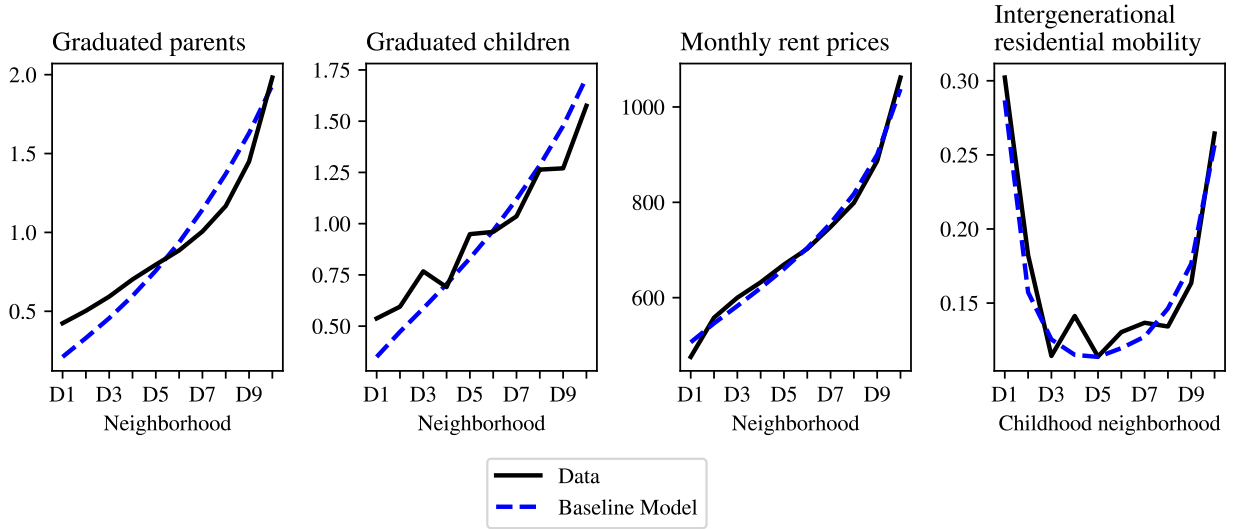 Graduated parents
2.0
1.5
1.0
0.5
D1 D3 D5 D7 D9
Neighborhood
Graduated children
1.75
1.50
1.25
1.00
0.75
0.50
D1 D3 D5 D7 D9
Neighborhood
Monthly rent prices
1000
800
600
D1 D3 D5 D7 D9
Neighborhood
Intergenerational
residential mobility
0.30
0.25
0.20
0.15
D1 D3 D5 D7 D9
Childhood neighborhood
Data
Baseline Model